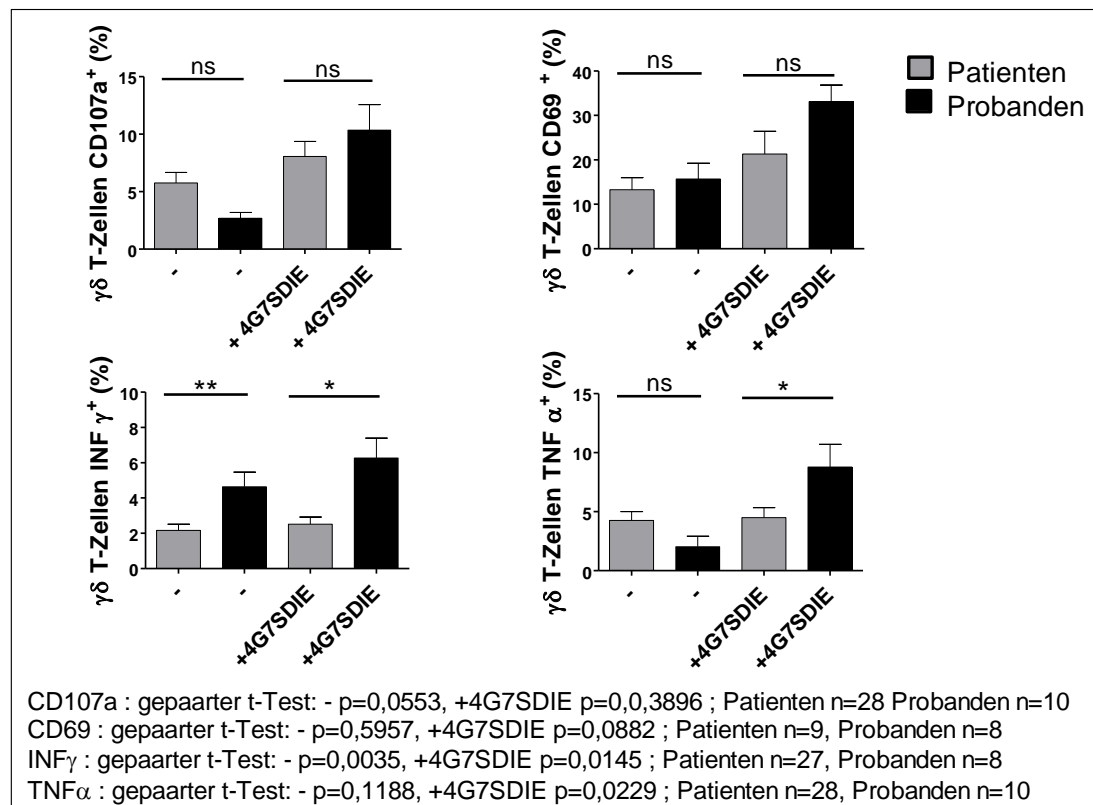 γδ T-Zellen CD107a⁺ (%)
15
10
5
0
ns
ns
-
-
+ 4G7SDIE
+ 4G7SDIE
γδ T-Zellen CD69 ⁺ (%)
40
30
20
10
0
ns
ns
-
-
+ 4G7SDIE
+ 4G7SDIE
Patienten
Probanden
γδ T-Zellen INF γ⁺ (%)
10
8
6
4
2
0
**
*
-
-
+4G7SDIE
+4G7SDIE
γδ T-Zellen TNF α⁺ (%)
15
10
5
0
ns
*
-
-
+4G7SDIE
+4G7SDIE
CD107a : gepaarter t-Test: - p=0,0553, +4G7SDIE p=0,0,3896 ; Patienten n=28 Probanden n=10
CD69 : gepaarter t-Test: - p=0,5957, +4G7SDIE p=0,0882 ; Patienten n=9, Probanden n=8
INFγ : gepaarter t-Test: - p=0,0035, +4G7SDIE p=0,0145 ; Patienten n=27, Probanden n=8
TNFα : gepaarter t-Test: - p=0,1188, +4G7SDIE p=0,0229 ; Patienten n=28, Probanden n=10